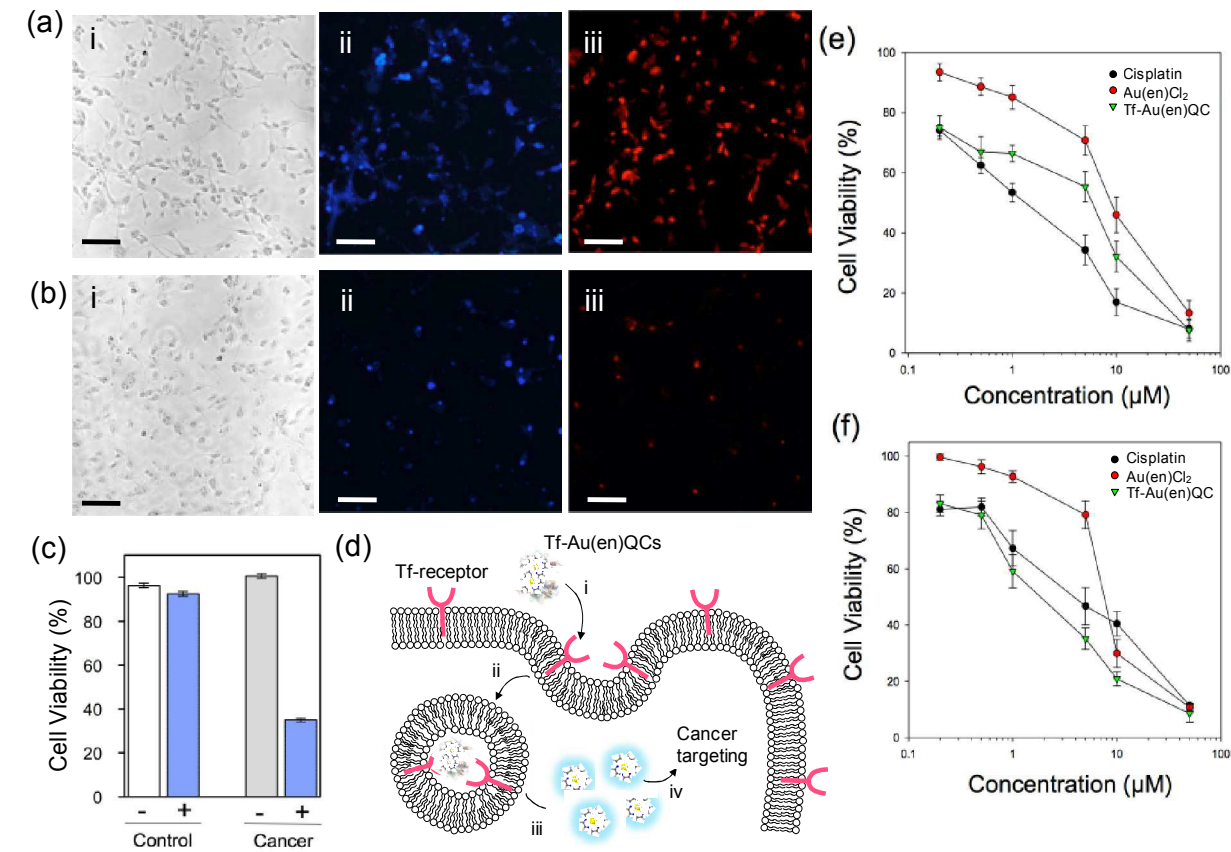 (a)
i
ii
iii
(b)
i
ii
iii
(c)
Cell Viability (%)
100
80
60
40
20
0
- + - +
Control Cancer
(d)
Tf-Au(en)QCs
Tf-receptor
i
ii
Cancer
targeting
iv
iii
(e)
Cell Viability (%)
100
80
60
40
20
0
Cisplatin
Au(en)Cl₂
Tf-Au(en)QC
0.1 1 10 100
Concentration (µM)
(f)
Cell Viability (%)
100
80
60
40
20
0
Cisplatin
Au(en)Cl₂
Tf-Au(en)QC
0.1 1 10 100
Concentration (µM)